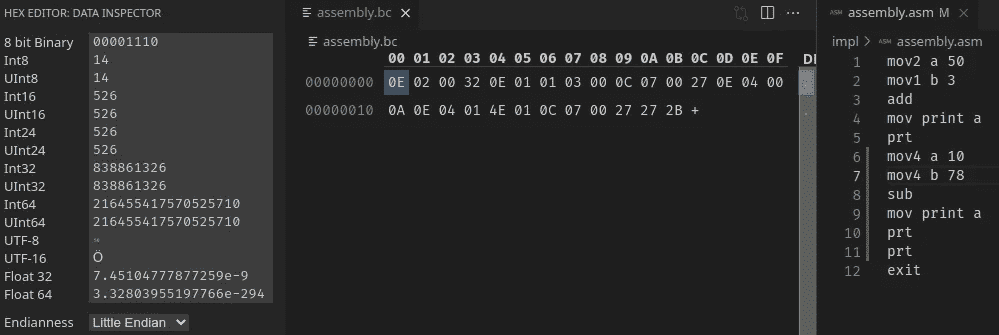 HEX EDITOR: DATA INSPECTOR
8 bit Binary 00001110
Int8 14
UInt8 14
Int16 526
UInt16 526
Int24 526
UInt24 526
Int32 838861326
UInt32 838861326
Int64 216455417570525710
UInt64 216455417570525710
UTF-8
UTF-16 Ȏ
Float 32 7.45104777877259e-9
Float 64 3.32803955197766e-294
Endianness Little Endian
assembly.bc
assembly.bc
00 01 02 03 04 05 06 07 08 09 0A 0B 0C 0D 0E 0F
00000000 0E 02 00 32 0E 01 01 03 00 0C 07 00 27 0E 04 00
00000010 0A 0E 04 01 4E 01 0C 07 00 27 27 2B +
ASM assembly.asm M
impl > ASM assembly.asm
1 mov2 a 50
2 mov1 b 3
3 add
4 mov print a
5 prt
6 mov4 a 10
7 mov4 b 78
8 sub
9 mov print a
10 prt
11 prt
12 exit